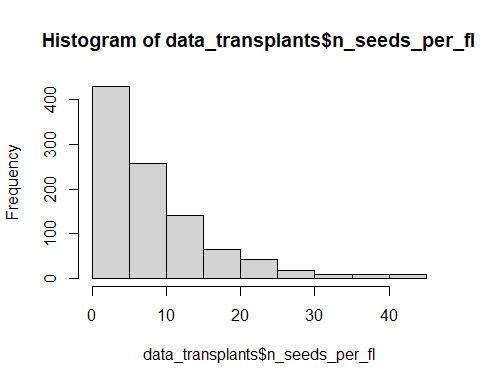 Histogram of data_transplants$n_seeds_per_fl
Frequency
400
300
200
100
0
0 10 20 30 40
data_transplants$n_seeds_per_fl